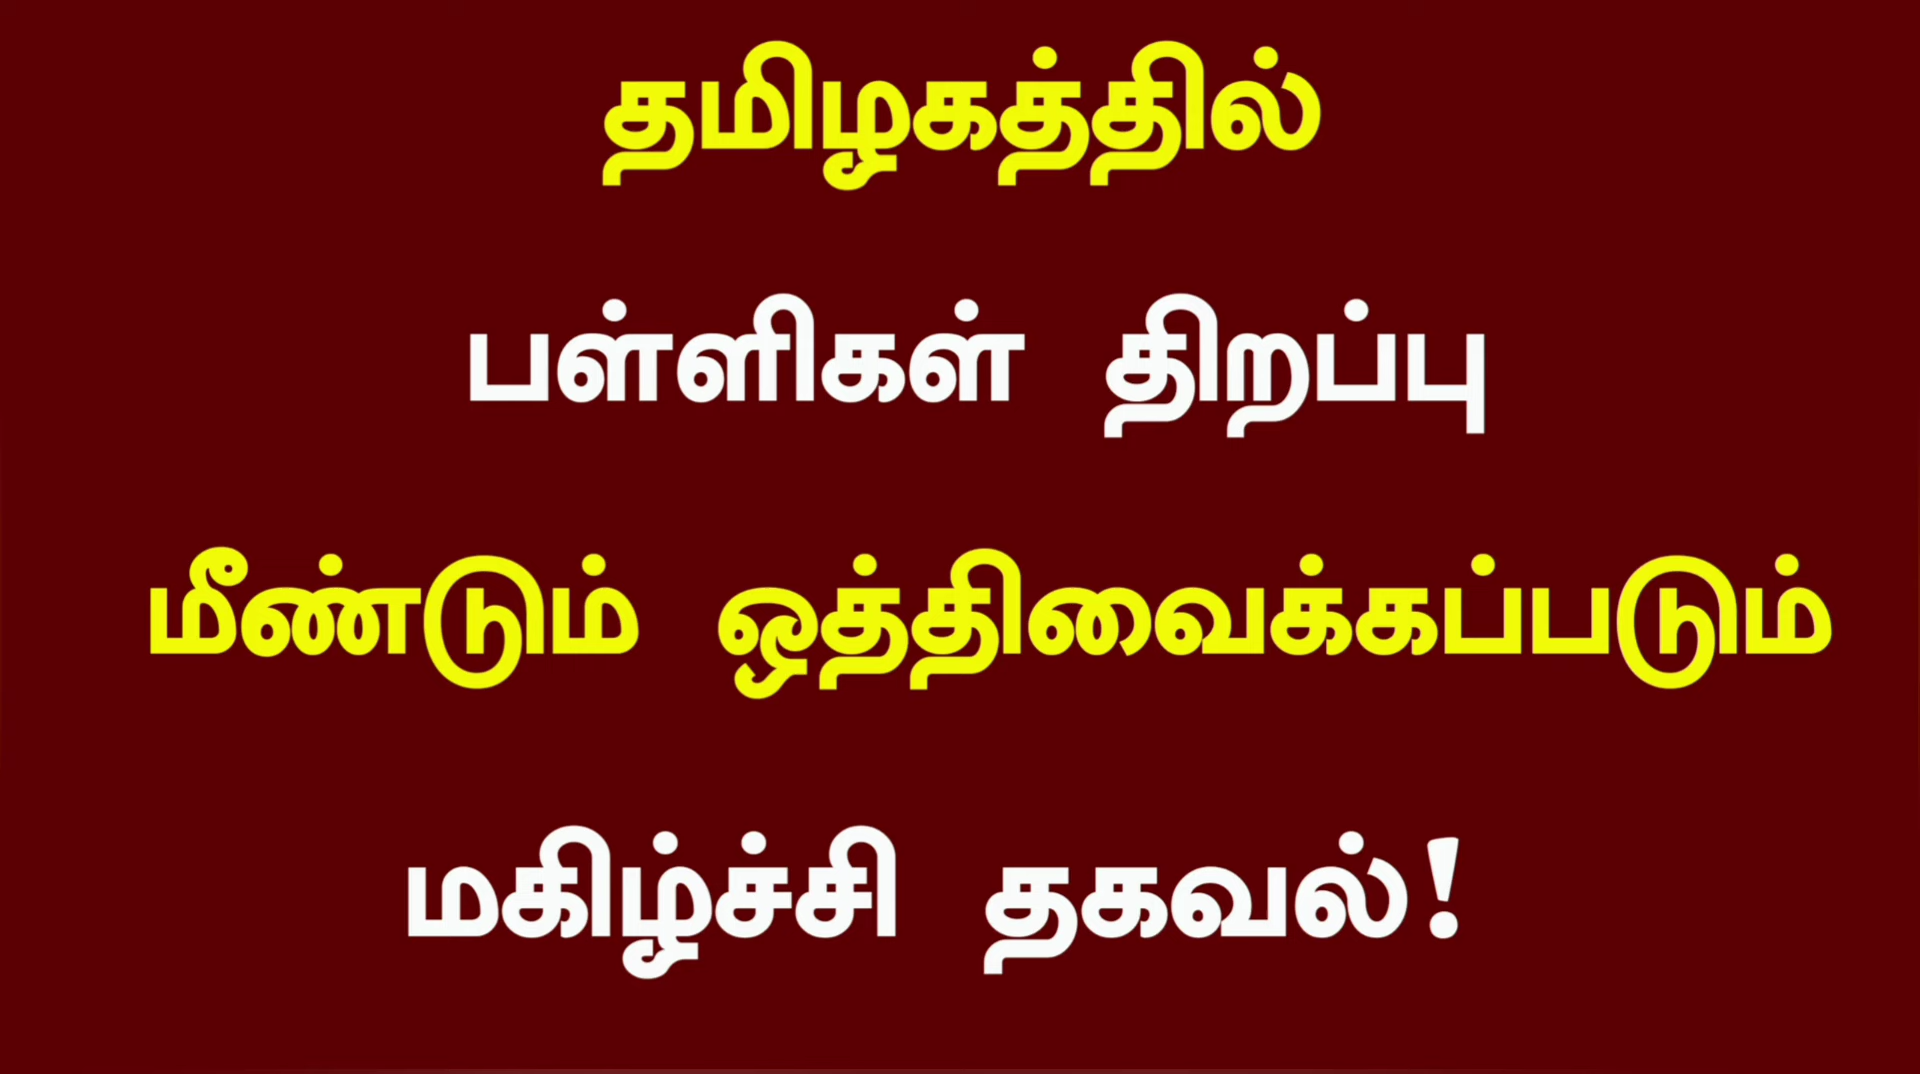 தமிழகத்தில்
பள்ளிகள் திறப்பு
மீண்டும் ஒத்திவைக்கப்படும்
மகிழ்ச்சி தகவல்!